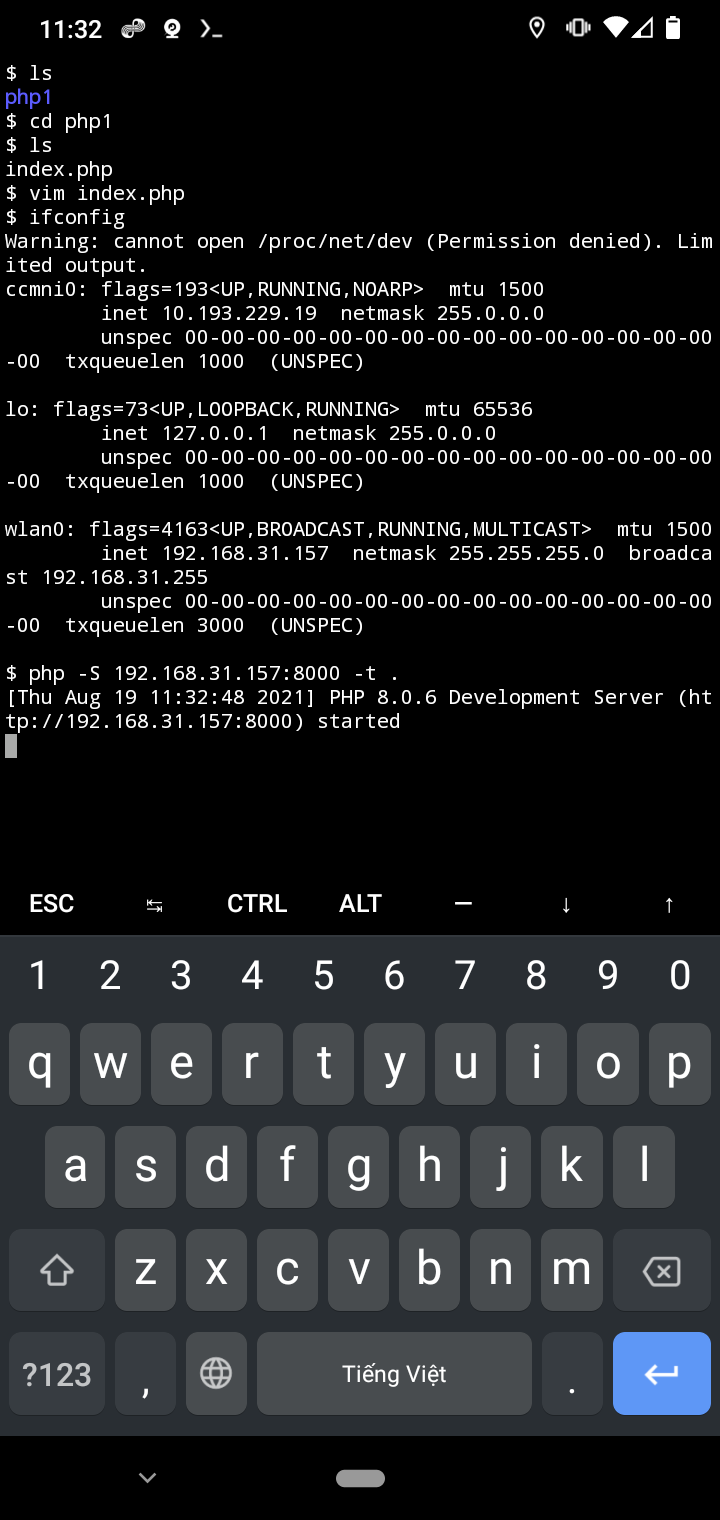 11:32
$ ls
php1
$ cd php1
$ ls
index.php
$ vim index.php
$ ifconfig
Warning: cannot open /proc/net/dev (Permission denied). Lim
ited output.
ccmni0: flags=193<UP,RUNNING,NOARP>  mtu 1500
        inet 10.193.229.19  netmask 255.0.0.0
        unspec 00-00-00-00-00-00-00-00-00-00-00-00-00-00-00
-00  txqueuelen 1000  (UNSPEC)

lo: flags=73<UP,LOOPBACK,RUNNING>  mtu 65536
        inet 127.0.0.1  netmask 255.0.0.0
        unspec 00-00-00-00-00-00-00-00-00-00-00-00-00-00-00
-00  txqueuelen 1000  (UNSPEC)

wlan0: flags=4163<UP,BROADCAST,RUNNING,MULTICAST>  mtu 1500
        inet 192.168.31.157  netmask 255.255.255.0  broadca
st 192.168.31.255
        unspec 00-00-00-00-00-00-00-00-00-00-00-00-00-00-00
-00  txqueuelen 3000  (UNSPEC)

$ php -S 192.168.31.157:8000 -t .
[Thu Aug 19 11:32:48 2021] PHP 8.0.6 Development Server (ht
tp://192.168.31.157:8000) started
ESC ⇆ CTRL ALT — ↓ ↑
1 2 3 4 5 6 7 8 9 0
q w e r t y u i o p
a s d f g h j k l
z x c v b n m
?123 , Tiếng Việt .